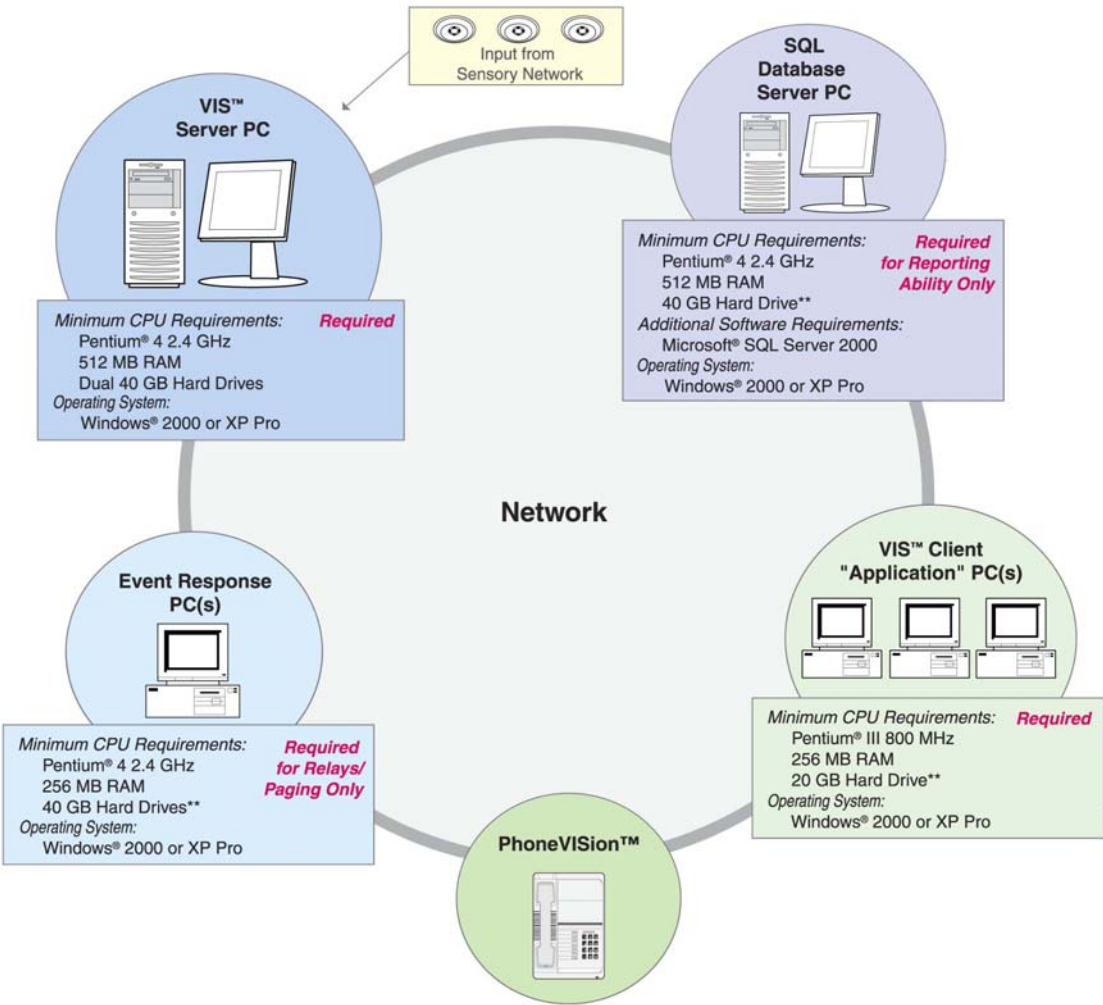 Input from
Sensory Network
VIS™
Server PC
Minimum CPU Requirements: Required
Pentium® 4 2.4 GHz
512 MB RAM
Dual 40 GB Hard Drives
Operating System:
Windows® 2000 or XP Pro
SQL
Database
Server PC
Minimum CPU Requirements: Required
Pentium® 4 2.4 GHz for Reporting
512 MB RAM Ability Only
40 GB Hard Drive**
Additional Software Requirements:
Microsoft® SQL Server 2000
Operating System:
Windows® 2000 or XP Pro
Network
Event Response
PC(s)
Minimum CPU Requirements: Required
Pentium® 4 2.4 GHz for Relays/
256 MB RAM Paging Only
40 GB Hard Drives**
Operating System:
Windows® 2000 or XP Pro
VIS™ Client
"Application" PC(s)
Minimum CPU Requirements: Required
Pentium® III 800 MHz
256 MB RAM
20 GB Hard Drive**
Operating System:
Windows® 2000 or XP Pro
PhoneVISion™